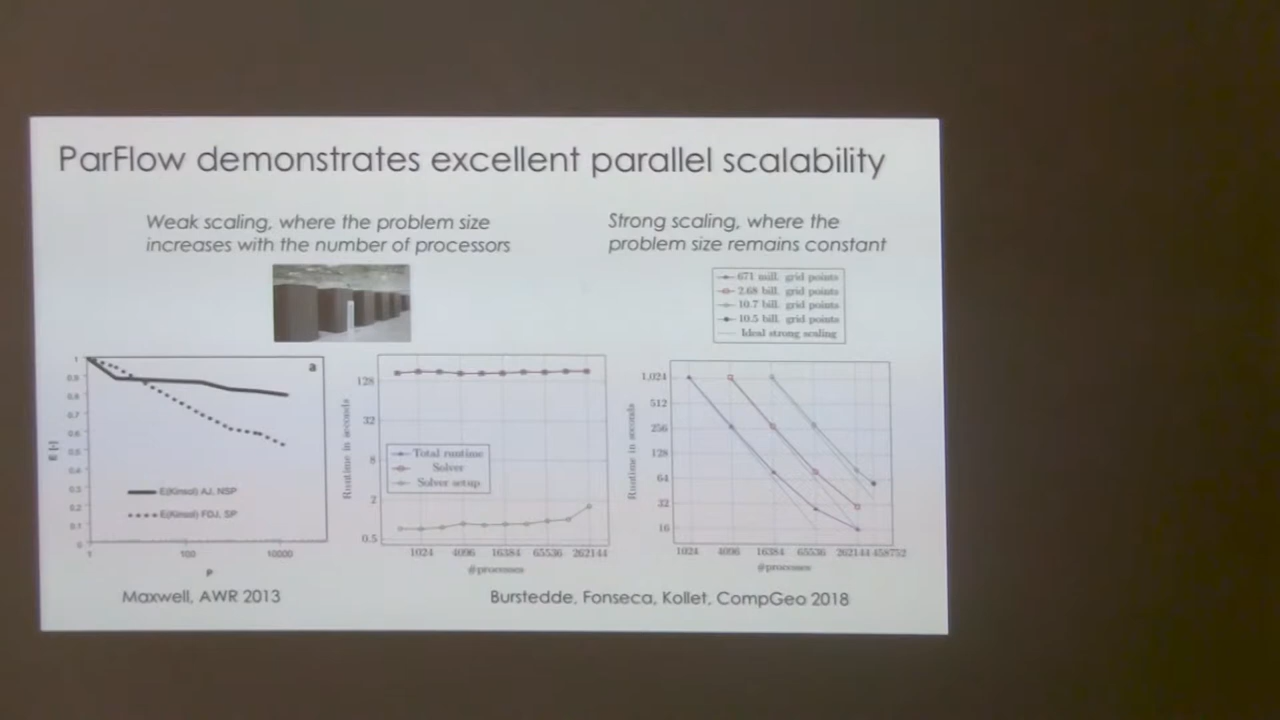 ParFlow demonstrates excellent parallel scalability
Weak scaling, where the problem size
increases with the number of processors
Strong scaling, where the
problem size remains constant
671 mill. grid points
2.68 bill. grid points
10.7 bill. grid points
10.5 bill. grid points
Ideal strong scaling
a
E [-]
1
0.9
0.8
0.7
0.6
0.5
0.4
0.3
0.2
0.1
0
E(Kinsol) AJ, NSP
E(Kinsol) FDJ, SP
1 100 10000
P
Runtime in seconds
128
32
8
2
0.5
Total runtime
Solver
Solver setup
1024 4096 16384 65536 262144
#processes
Runtime in seconds
1,024
512
256
128
64
32
16
1024 4096 16384 65536 262144 458752
#processes
Maxwell, AWR 2013
Burstedde, Fonseca, Kollet, CompGeo 2018